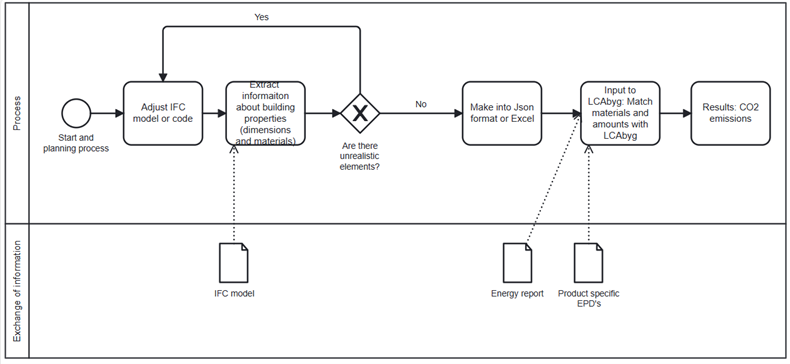 Process
Yes
Start and
planning process
Adjust IFC
model or code
Extract
informaiton
about building
properties
(dimensions
and materials)
Are there
unrealistic
elements?
No
Make into Json
format or Excel
Input to
LCAbyg: Match
materials and
amounts with
LCAbyg
Results: CO2
emissions
Exchange of information
IFC model
Energy report
Product specific
EPD's